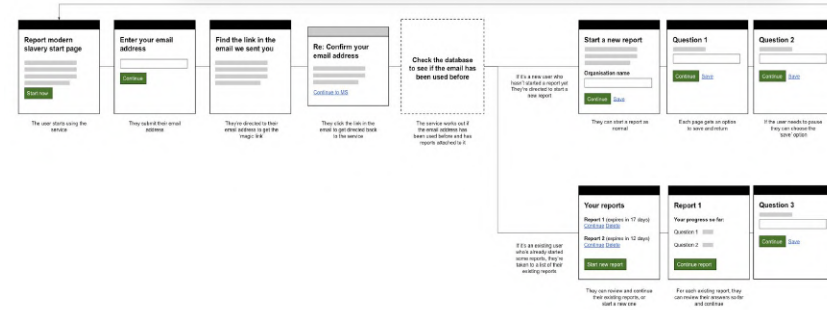 Report modern
slavery start page
Start now
The user starts using the
service
Enter your email
address
Continue
They submit their email
address
Find the link in the
email we sent you
They're directed to their
email address to get the
'magic link'
Re: Confirm your
email address
Continue to MS
They click the link in the
email to get directed back
to the service
Check the database
to see if the email has
been used before
The service works out if
the email address has
been used before and has
reports attached to it
If it's a new user who
hasn't started a report yet
They're directed to start a
new report
Start a new report
Organisation name
Continue Save
They can start a report as
normal
Question 1
Continue Save
Each page gets an option
to save and return
Question 2
Continue Save
If the user needs to pause
they can choose the
'save' option
If it's an existing user
who's already started
some reports, they're
taken to a list of their
existing reports
Your reports
Report 1 (expires in 17 days)
Continue Delete
Report 2 (expires in 12 days)
Continue Delete
Start new report
They can review and continue
their existing reports, or
start a new one
Report 1
Your progress so far:
Question 1
Question 2
Continue report
For each existing report, they
can review their answers so far
and continue
Question 3
Continue Save